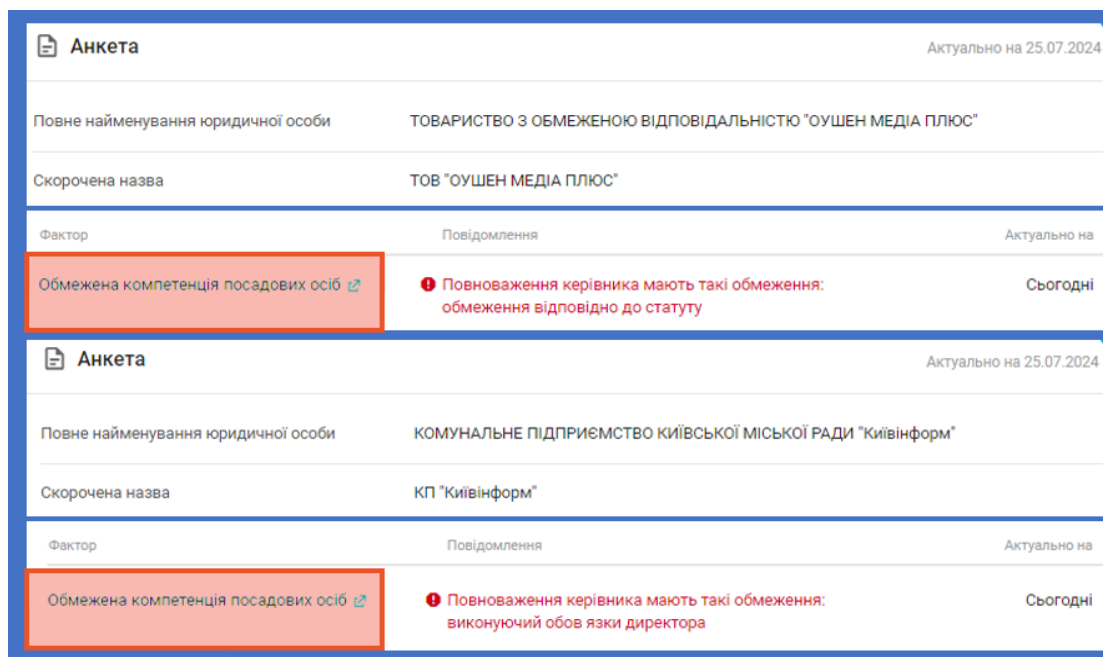 Анкета
Актуально на 25.07.2024
Повне найменування юридичної особи
ТОВАРИСТВО З ОБМЕЖЕНОЮ ВІДПОВІДАЛЬНІСТЮ "ОУШЕН МЕДІА ПЛЮС"
Скорочена назва
ТОВ "ОУШЕН МЕДІА ПЛЮС"
Фактор
Повідомлення
Актуально на
Обмежена компетенція посадових осіб
Повноваження керівника мають такі обмеження:
обмеження відповідно до статуту
Сьогодні
Анкета
Актуально на 25.07.2024
Повне найменування юридичної особи
КОМУНАЛЬНЕ ПІДПРИЄМСТВО КИЇВСЬКОЇ МІСЬКОЇ РАДИ "Київінформ"
Скорочена назва
КП "Київінформ"
Фактор
Повідомлення
Актуально на
Обмежена компетенція посадових осіб
Повноваження керівника мають такі обмеження:
виконуючий обов язки директора
Сьогодні